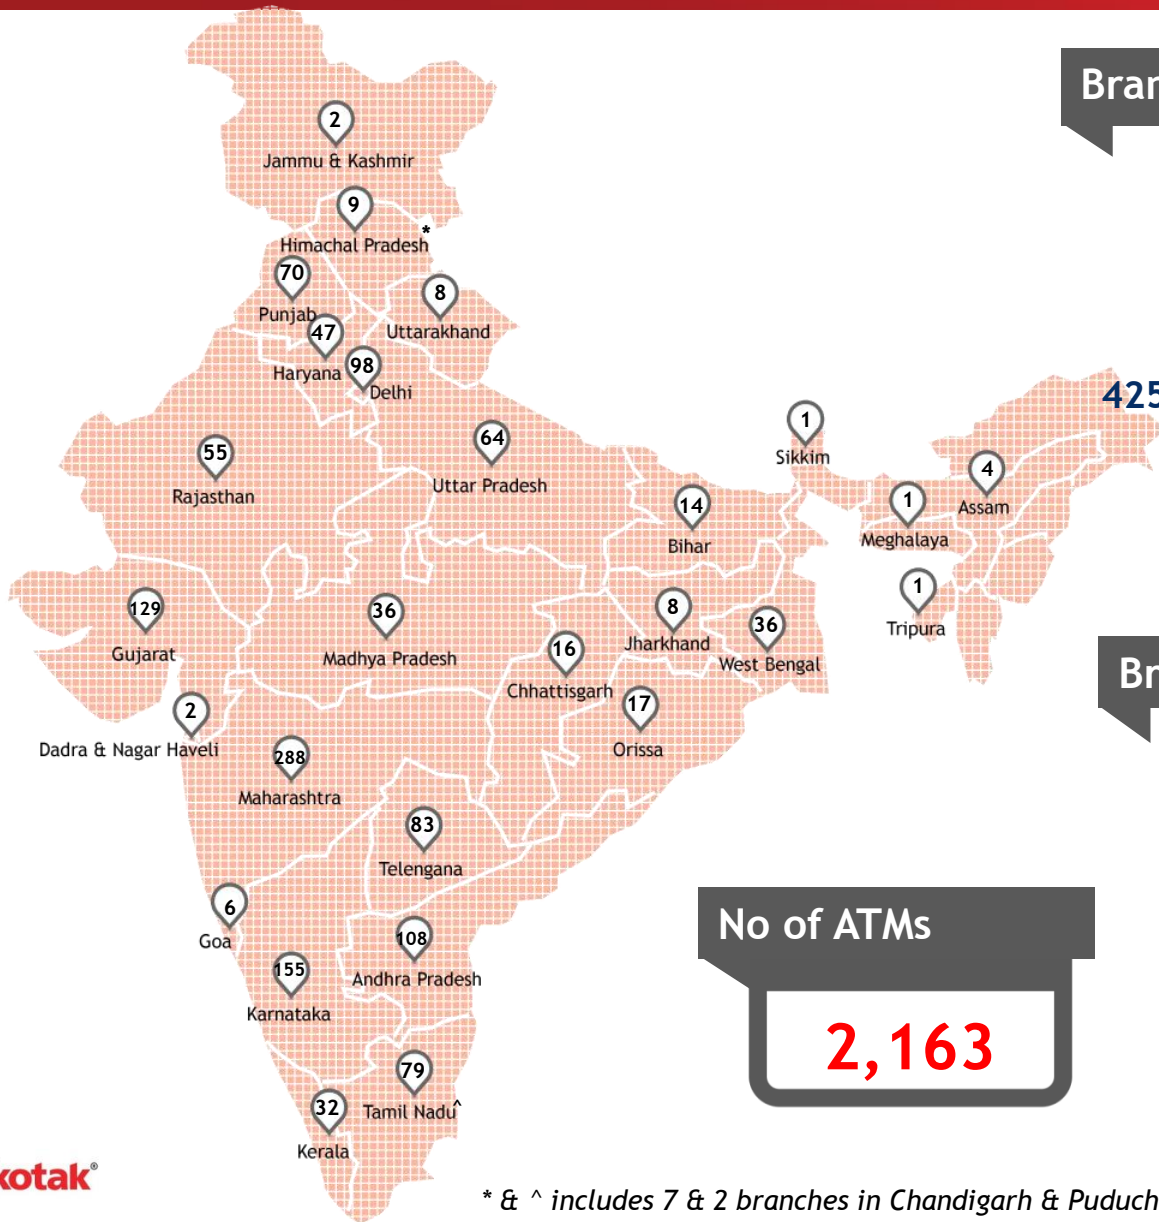 Bran
2
Jammu & Kashmir
9
*
Himachal Pradesh
70
Punjab
8
Uttarakhand
47
Haryana
98
Delhi
425
1
Sikkim
55
Rajasthan
64
Uttar Pradesh
4
Assam
14
Bihar
1
Meghalaya
129
Gujarat
36
Madhya Pradesh
8
Jharkhand
1
Tripura
16
Chhattisgarh
36
West Bengal
2
Dadra & Nagar Haveli
17
Orissa
Br
288
Maharashtra
83
Telengana
6
Goa
108
Andhra Pradesh
No of ATMs
155
Karnataka
2,163
79
Tamil Nadu^
32
Kerala
kotak®
* & ^ includes 7 & 2 branches in Chandigarh & Puduch